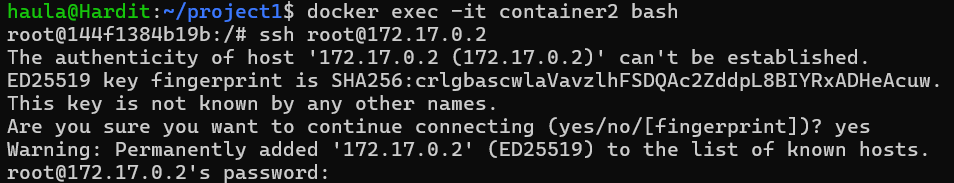 haula@Hardit:~/project1$ docker exec -it container2 bash
root@144f1384b19b:/# ssh root@172.17.0.2
The authenticity of host '172.17.0.2 (172.17.0.2)' can't be established.
ED25519 key fingerprint is SHA256:crlgbascwlaVavzlhFSDQAc2ZddpL8BIYRxADHeAcuw.
This key is not known by any other names.
Are you sure you want to continue connecting (yes/no/[fingerprint])? yes
Warning: Permanently added '172.17.0.2' (ED25519) to the list of known hosts.
root@172.17.0.2's password: